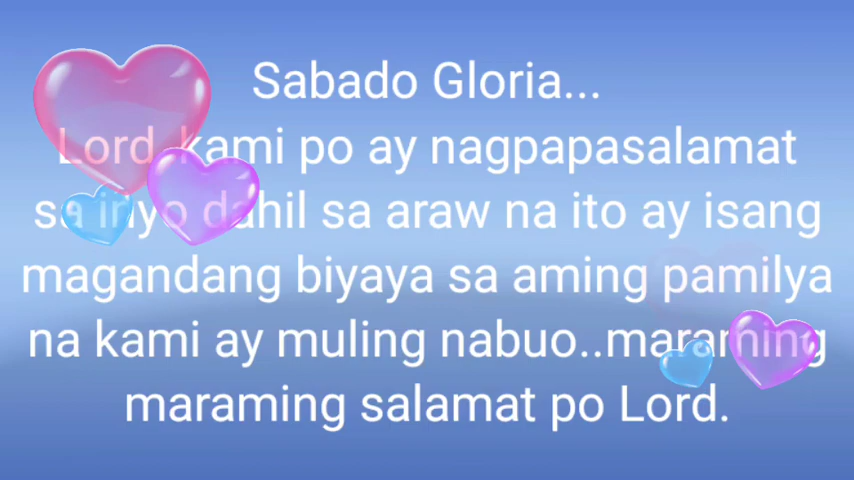 Sabado Gloria...
Lord, kami po ay nagpapasalamat
sa inyo dahil sa araw na ito ay isang
magandang biyaya sa aming pamilya
na kami ay muling nabuo..maraming
maraming salamat po Lord.